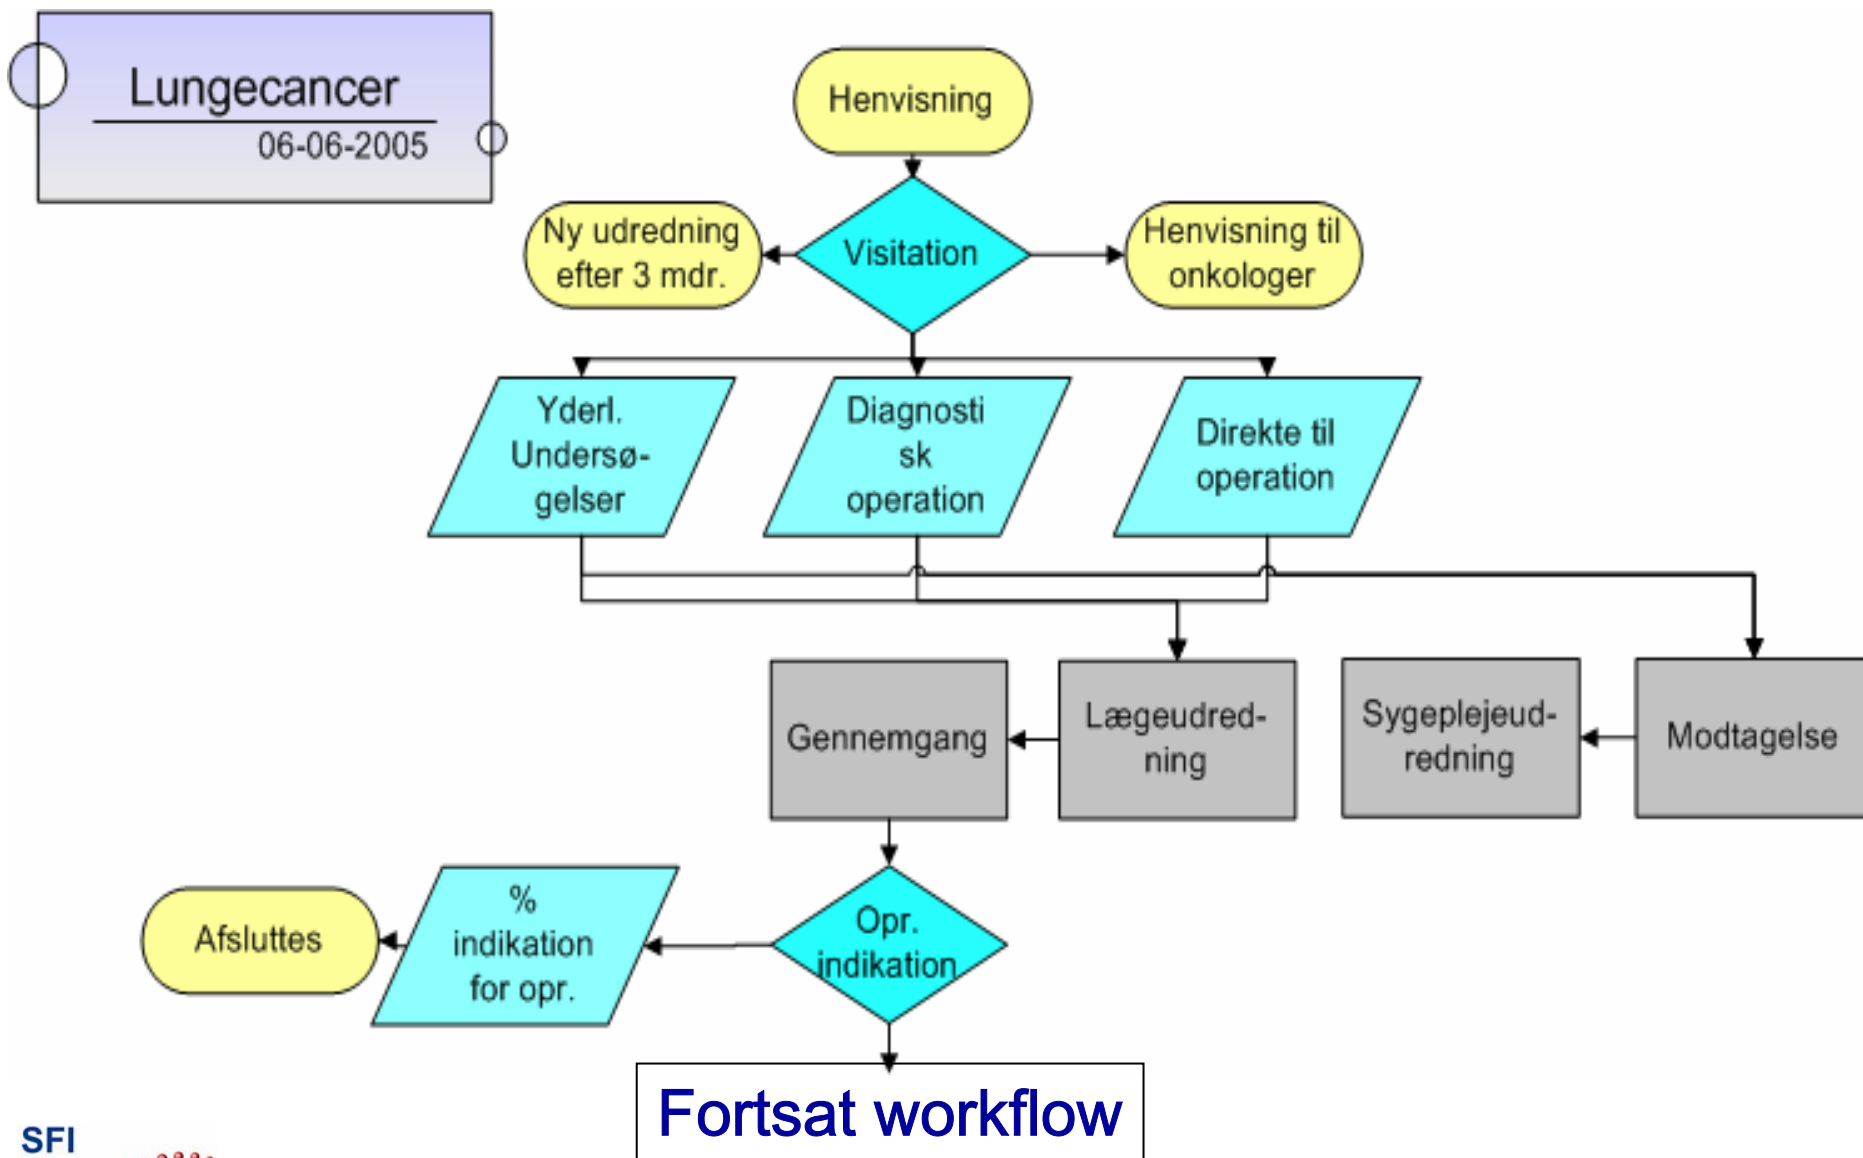 Lungecancer
06-06-2005
Henvisning
Ny udredning
efter 3 mdr.
Visitation
Henvisning til
onkologer
Yderl.
Undersø-
gelser
Diagnosti
sk
operation
Direkte til
operation
Gennemgang
Lægeudred-
ning
Sygeplejeud-
redning
Modtagelse
Afsluttes
%
indikation
for opr.
Opr.
indikation
Fortsat workflow
SFI